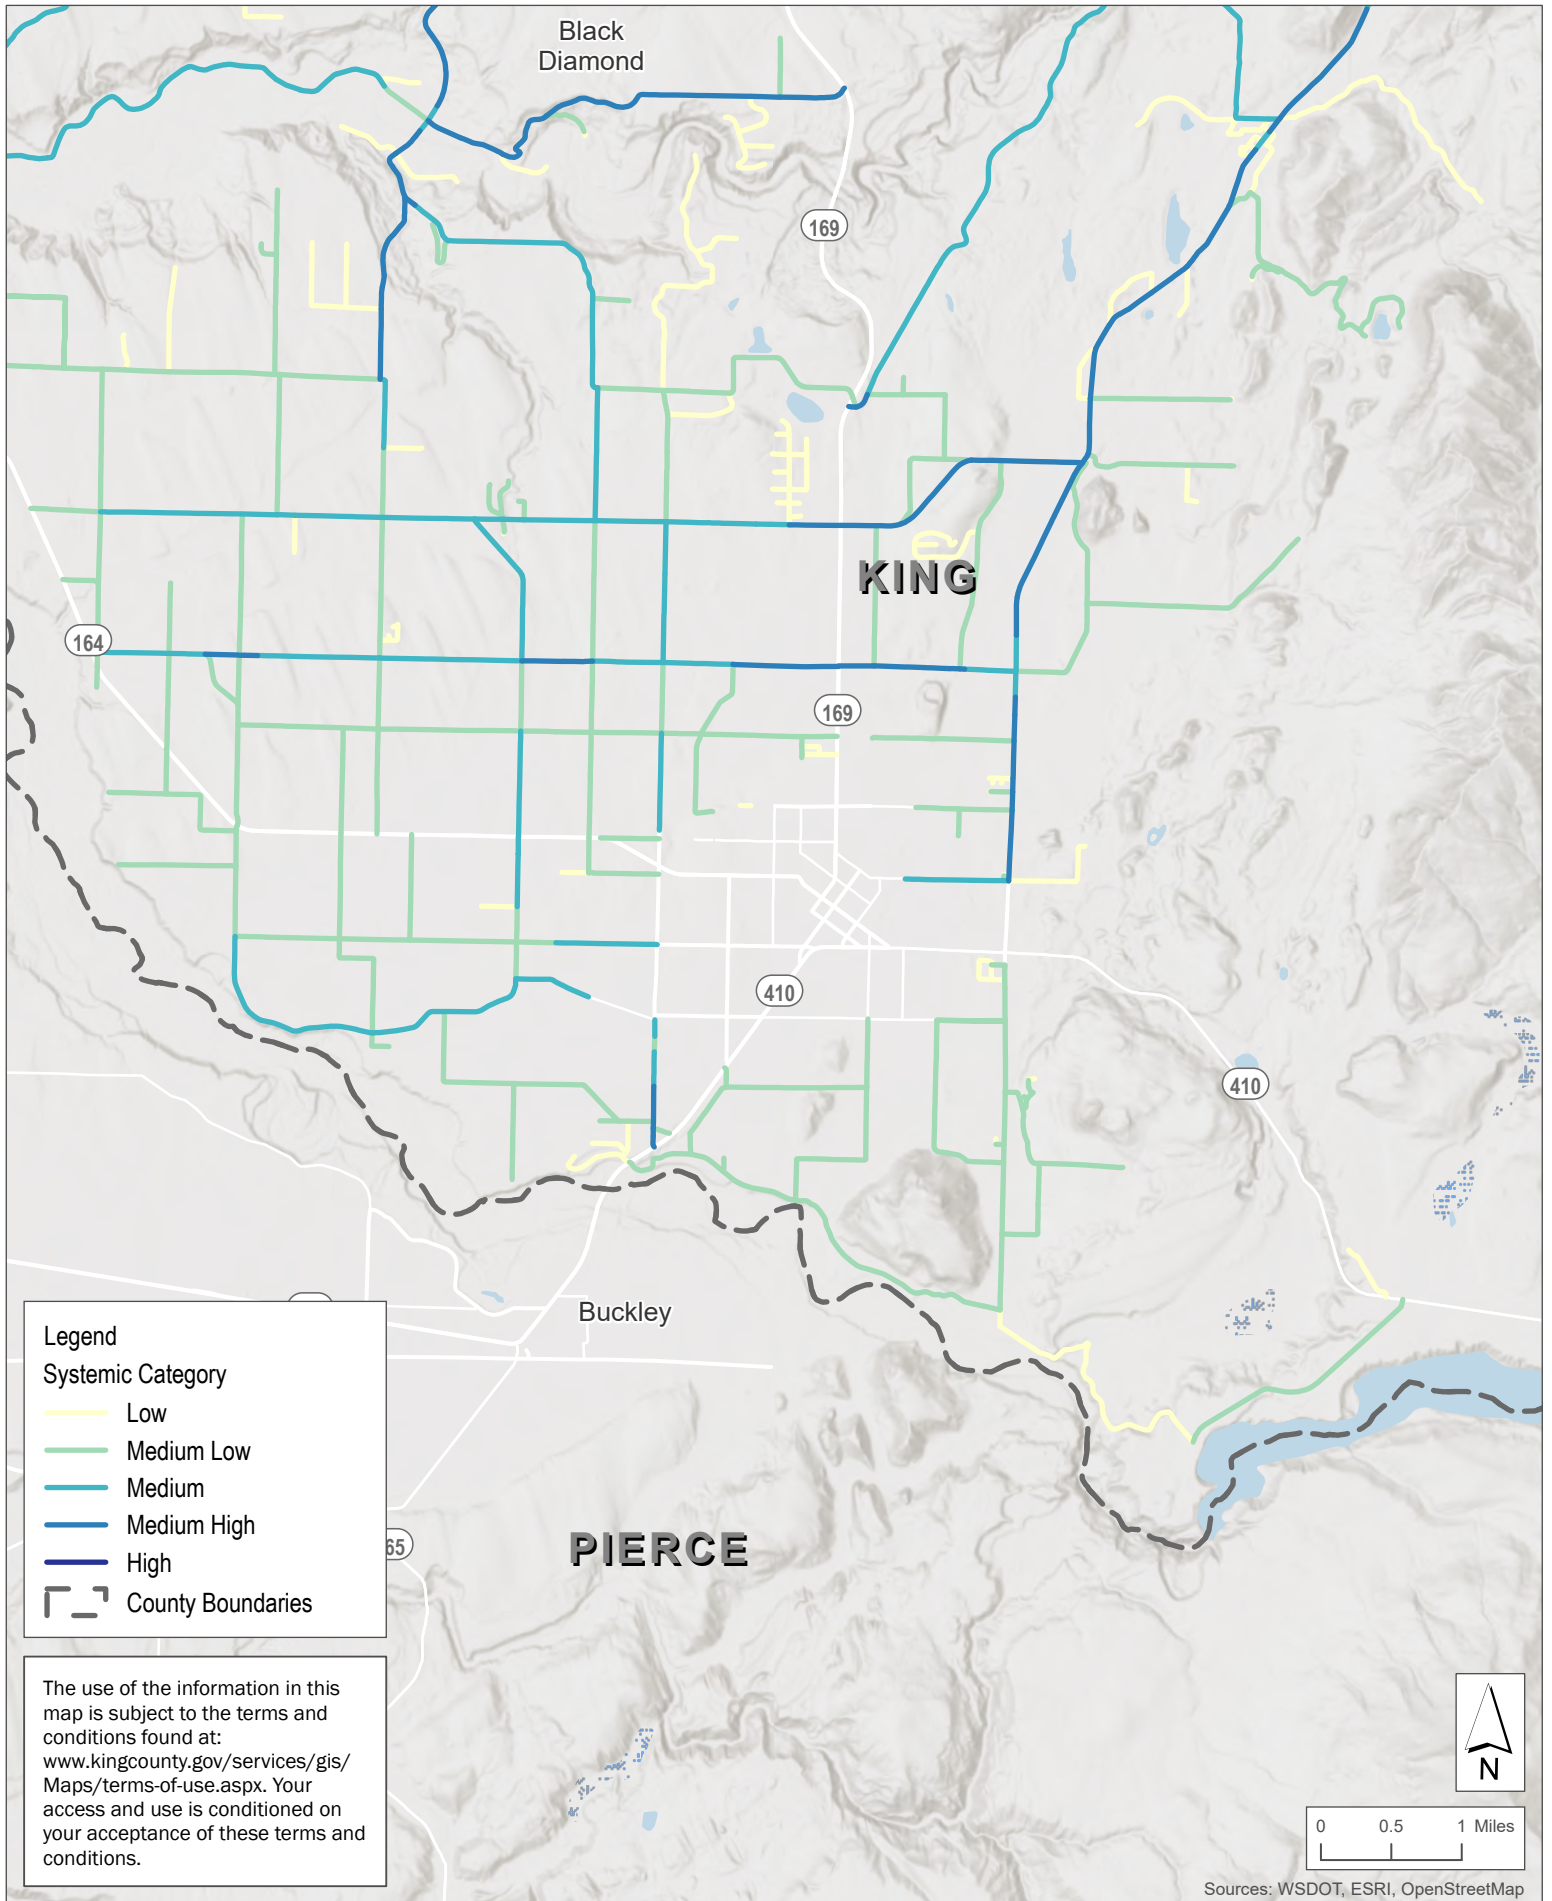 Black
Diamond
169
KING
164
169
410
410
Buckley
Legend
Systemic Category
Low
Medium Low
Medium
Medium High
High
County Boundaries
65
PIERCE
The use of the information in this
map is subject to the terms and
conditions found at:
www.kingcounty.gov/services/gis/
Maps/terms-of-use.aspx. Your
access and use is conditioned on
your acceptance of these terms and
conditions.
N
0 0.5 1 Miles
Sources: WSDOT, ESRI, OpenStreetMap